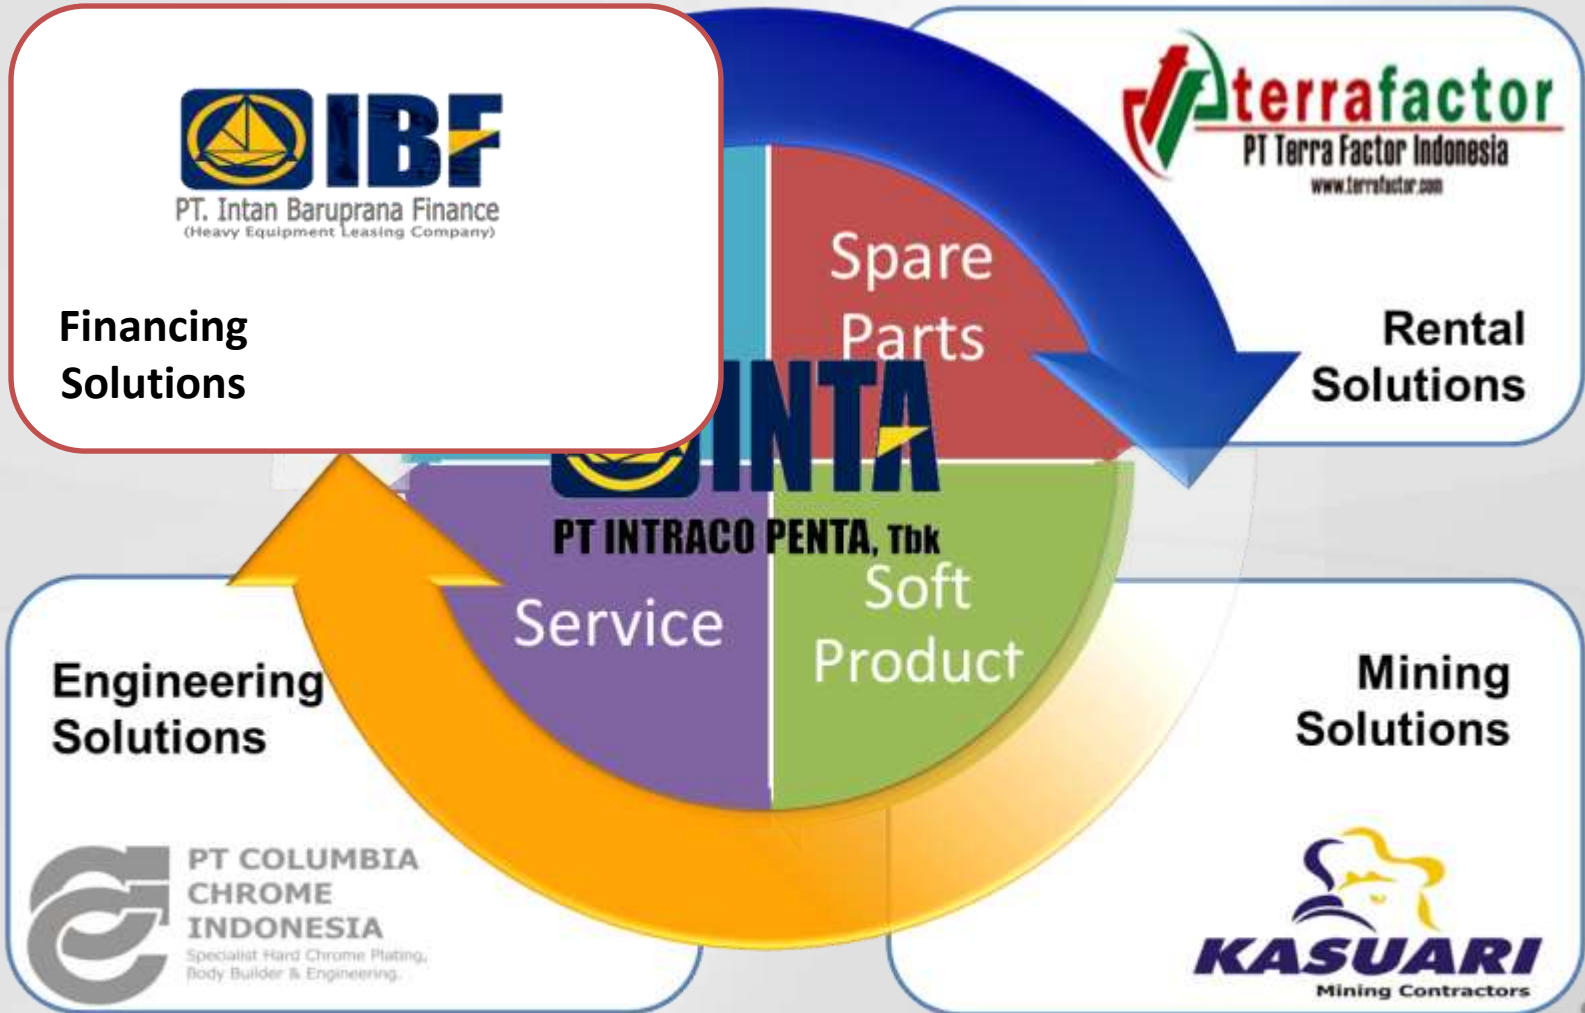 IBF
PT. Intan Baruprana Finance
(Heavy Equipment Leasing Company)
Financing
Solutions
terrafactor
PT Terra Factor Indonesia
www.terrafactor.com
Rental
Solutions
Spare
Parts
INTA
PT INTRACO PENTA, Tbk
Service
Soft
Product
Engineering
Solutions
PT COLUMBIA
CHROME
INDONESIA
Specialist Hard Chrome Plating,
Body Builder & Engineering.
Mining
Solutions
KASUARI
Mining Contractors